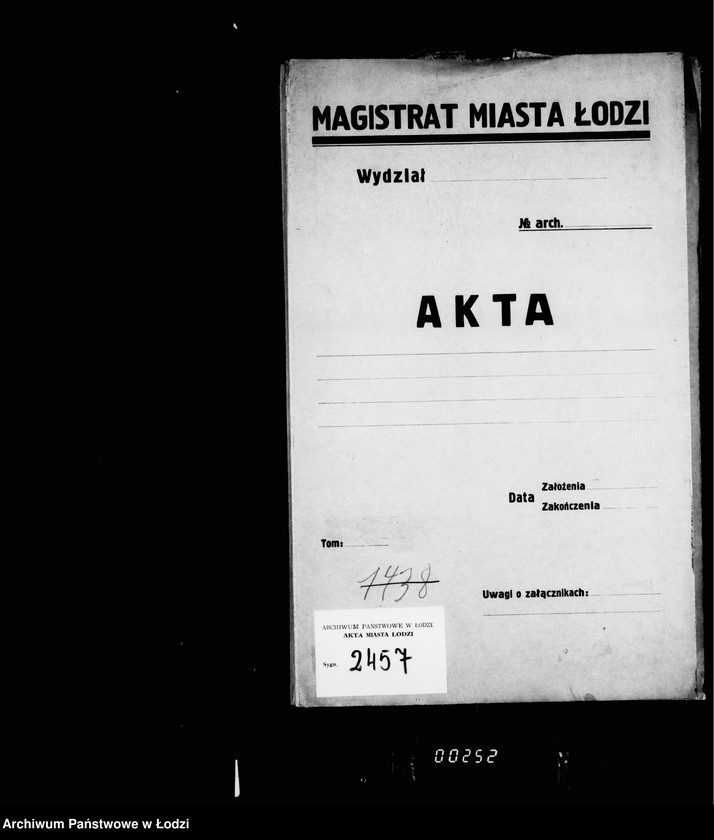 MAGISTRAT MIASTA ŁODZI
Wydział
№ arch.
AKTA
Data
Założenia
Zakończenia
Tom:
1438
Uwagi o załącznikach:
ARCHIWUM PAŃSTWOWE W ŁODZI
AKTA MIASTA ŁODZI
Sygn. 2457
00252
Archiwum Państwowe w Łodzi